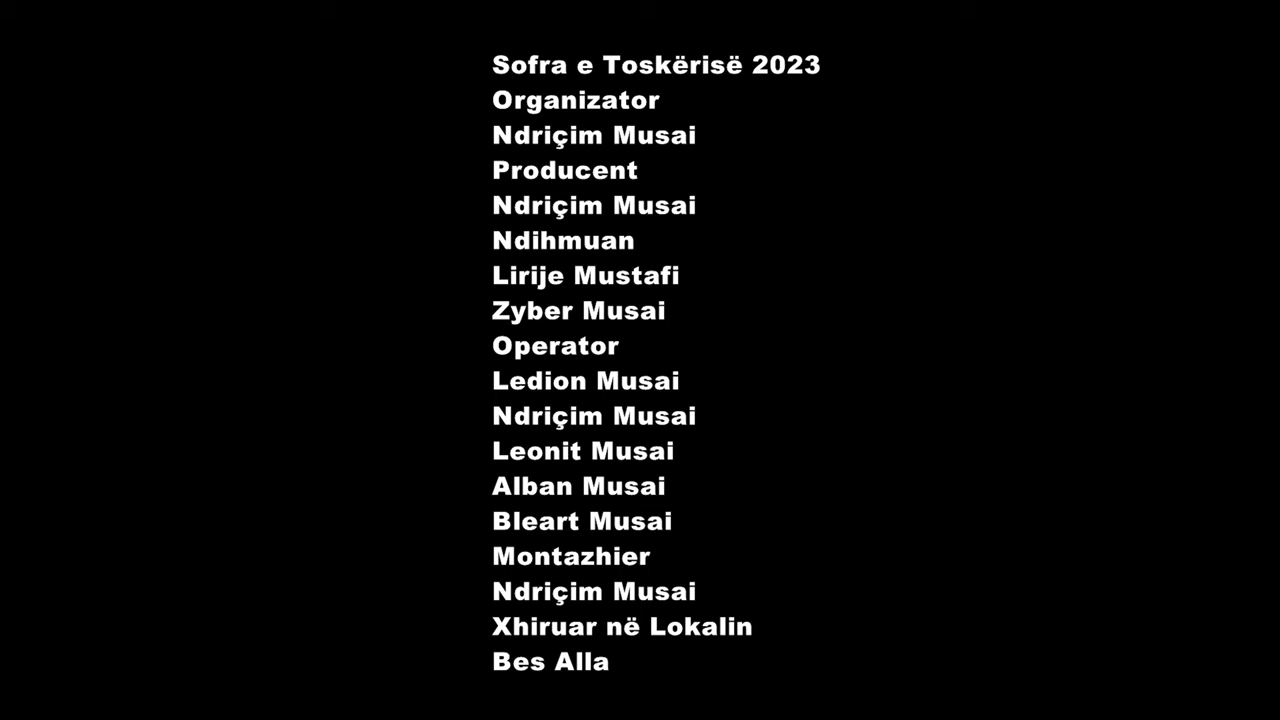 Sofra e Toskërisë 2023
Organizator
Ndriçim Musai
Producent
Ndriçim Musai
Ndihmuan
Lirije Mustafi
Zyber Musai
Operator
Ledion Musai
Ndriçim Musai
Leonit Musai
Alban Musai
Bleart Musai
Montazhier
Ndriçim Musai
Xhiruar në Lokalin
Bes Alla